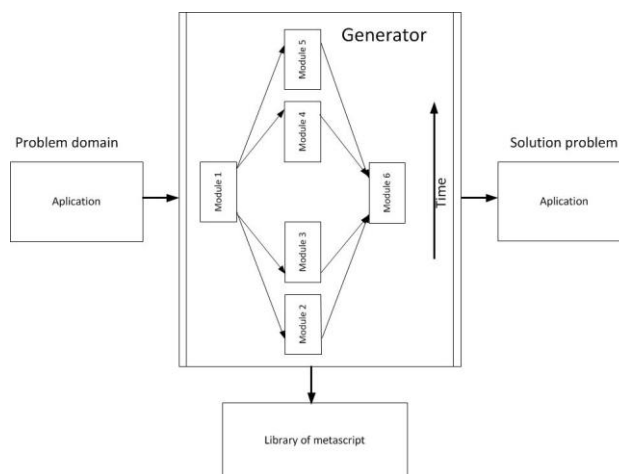 Generator
Module 5
Module 4
Problem domain
Solution problem
Aplication
Module 1
Module 6
Time
Aplication
Module 3
Module 2
Library of metascript